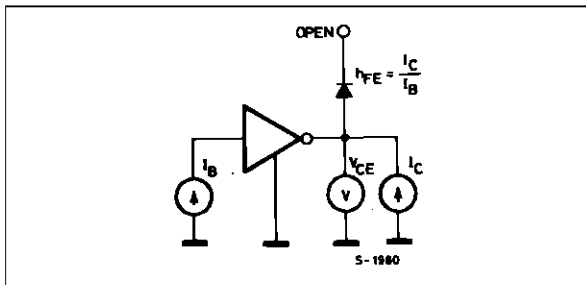 OPEN
hFE = IC
IB
IB
VCE
IC
V
S-1980